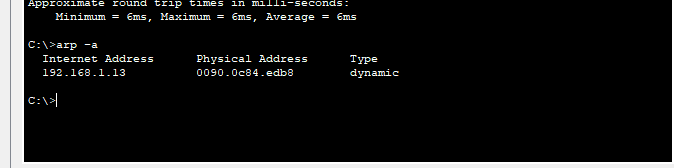 Approximate round trip times in milli-seconds:
Minimum = 6ms, Maximum = 6ms, Average = 6ms
C:\>arp -a
Internet Address Physical Address Type
192.168.1.13 0090.0c84.edb8 dynamic
C:\>